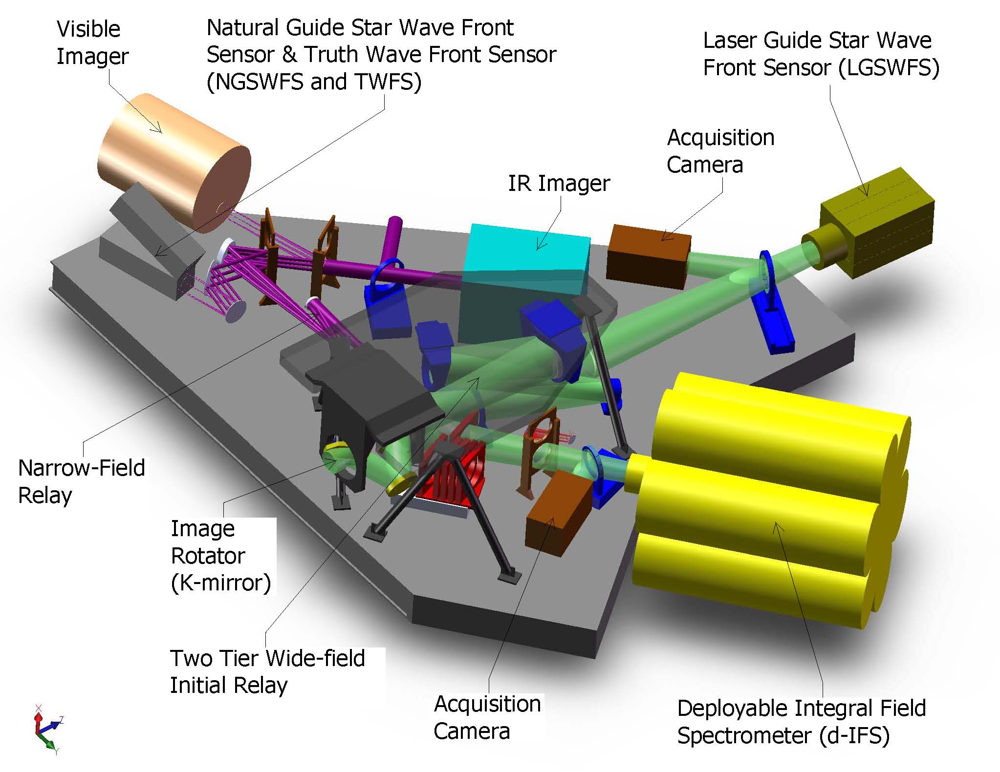 Visible
Imager
Natural Guide Star Wave Front
Sensor & Truth Wave Front Sensor
(NGSWFS and TWFS)
Laser Guide Star Wave
Front Sensor (LGSWFS)
Acquisition
Camera
IR Imager
Narrow-Field
Relay
Image
Rotator
(K-mirror)
Two Tier Wide-field
Initial Relay
Acquisition
Camera
Deployable Integral Field
Spectrometer (d-IFS)
X
Z
Y